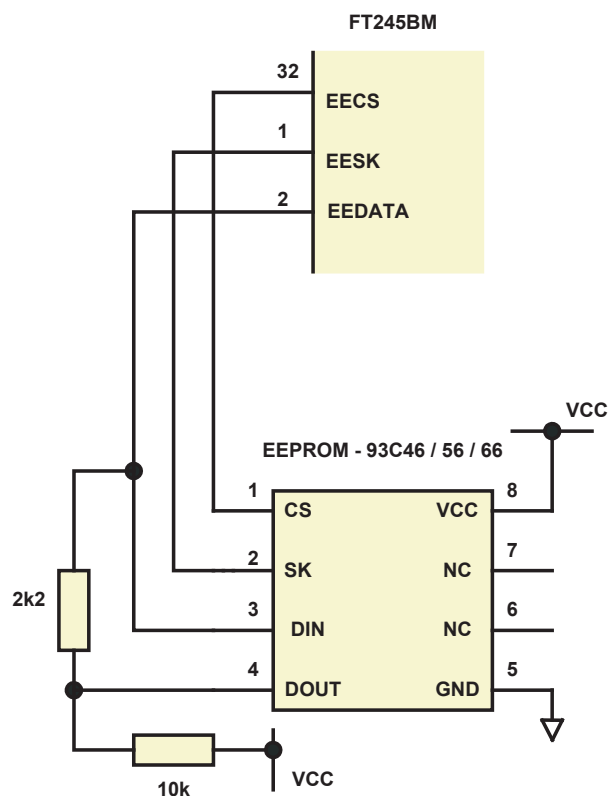 FT245BM
32
EECS
1
EESK
2
EEDATA
VCC
EEPROM - 93C46 / 56 / 66
1
CS
VCC
8
2
SK
NC
7
2k2
3
DIN
NC
6
4
DOUT
GND
5
10k
VCC